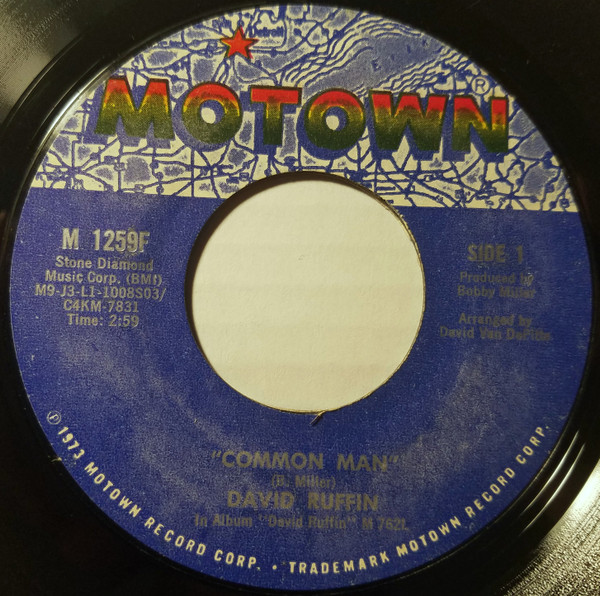 MOTOWN®
M 1259F
Stone Diamond
Music Corp. (BMI)
M9-J3-L1-1008S03/
C4KM-7831
Time: 2:59
SIDE 1
Produced by
Bobby Miller
Arranged by
David Van DePitte
"COMMON MAN"
(B. Miller)
DAVID RUFFIN
In Album "David Ruffin" M 762L
Ⓟ 1973 MOTOWN RECORD CORP. • TRADEMARK MOTOWN RECORD CORP.